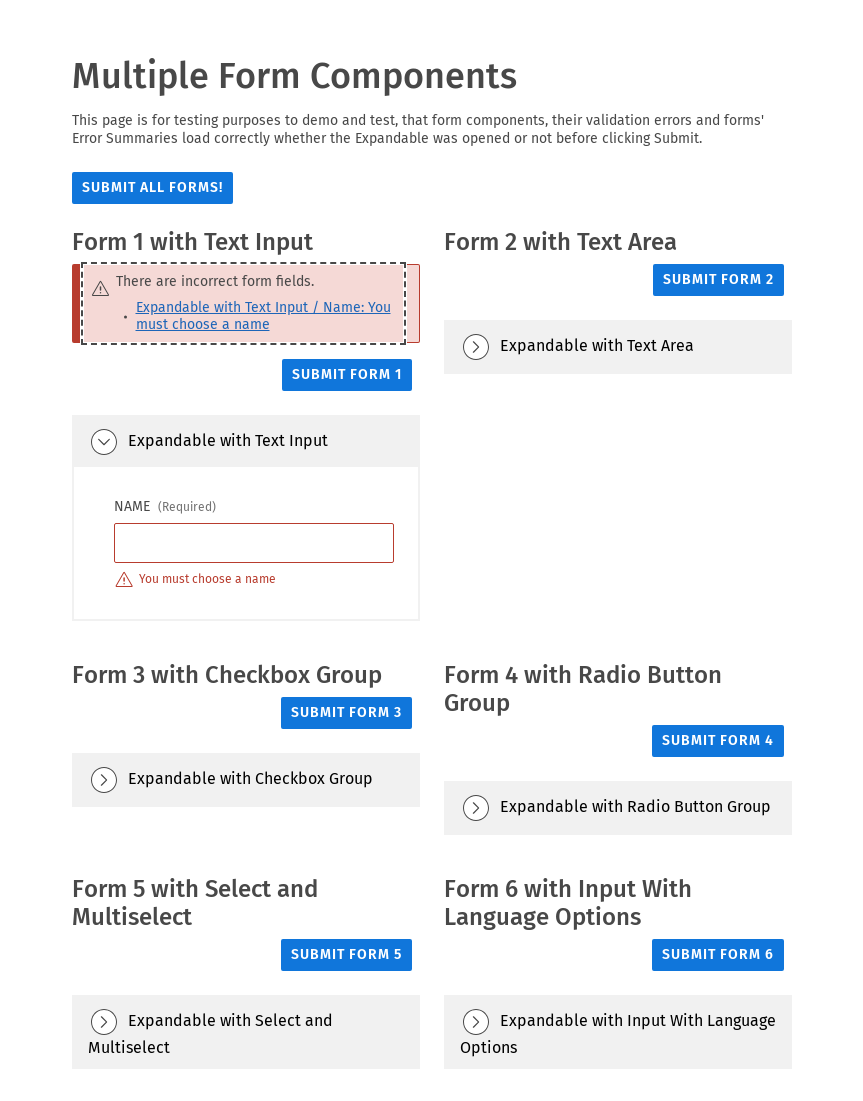 Multiple Form Components
This page is for testing purposes to demo and test, that form components, their validation errors and forms'
Error Summaries load correctly whether the Expandable was opened or not before clicking Submit.
SUBMIT ALL FORMS!
Form 1 with Text Input
There are incorrect form fields.
• Expandable with Text Input / Name: You
must choose a name
SUBMIT FORM 1
Expandable with Text Input
NAME (Required)
You must choose a name
Form 2 with Text Area
SUBMIT FORM 2
Expandable with Text Area
Form 3 with Checkbox Group
SUBMIT FORM 3
Expandable with Checkbox Group
Form 4 with Radio Button
Group
SUBMIT FORM 4
Expandable with Radio Button Group
Form 5 with Select and
Multiselect
SUBMIT FORM 5
Expandable with Select and
Multiselect
Form 6 with Input With
Language Options
SUBMIT FORM 6
Expandable with Input With Language
Options